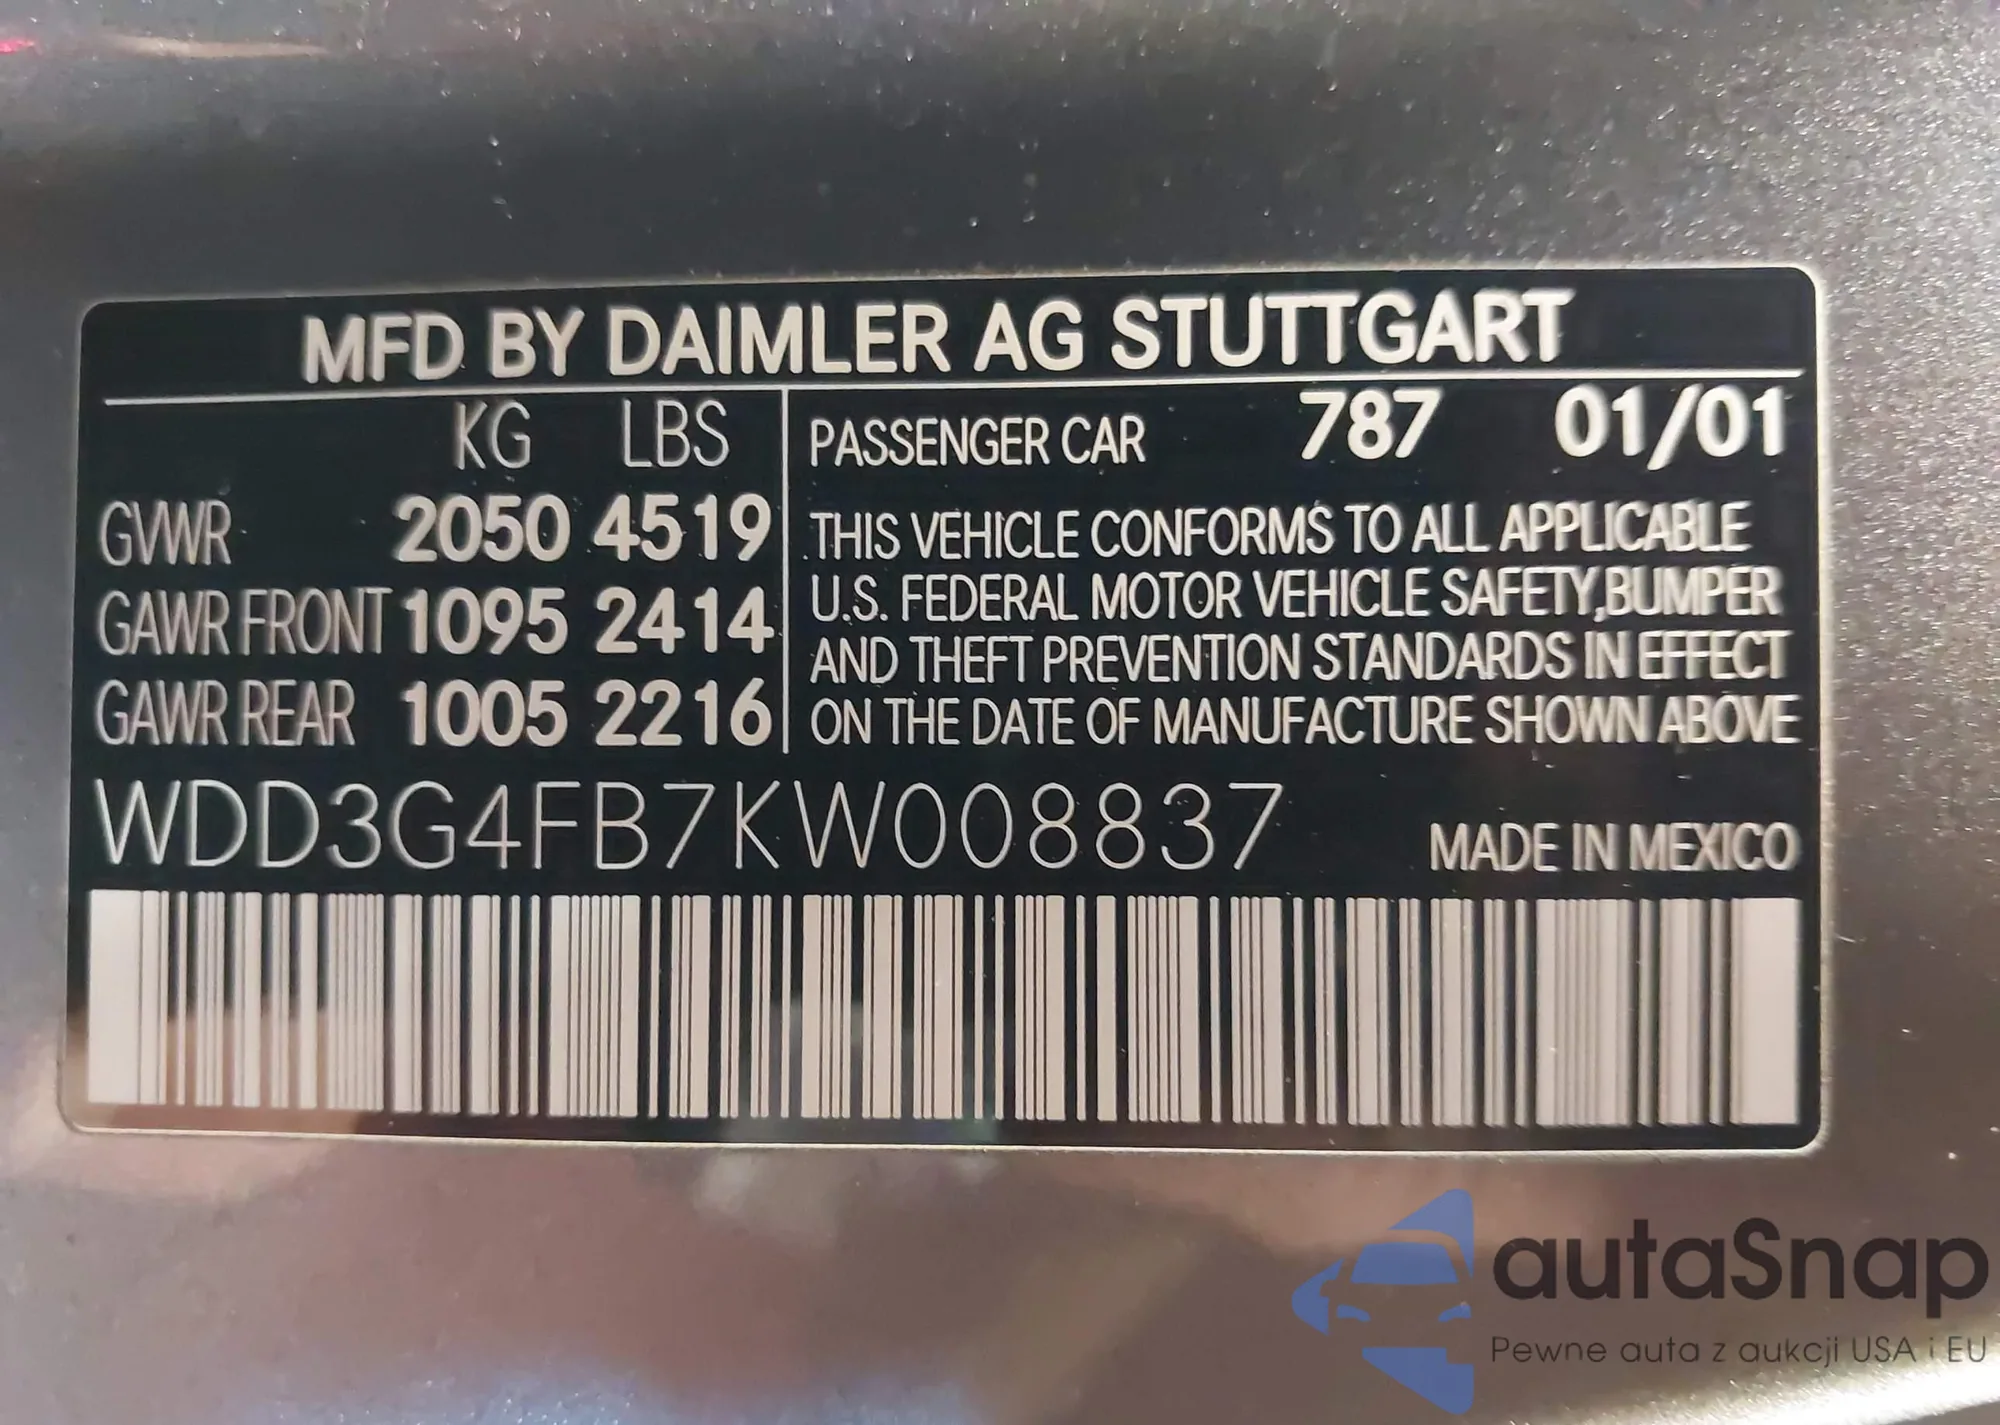 MFD BY DAIMLER AG STUTTGART
KG LBS
GVWR 2050 4519
GAWR FRONT 1095 2414
GAWR REAR 1005 2216
PASSENGER CAR 787 01/01
THIS VEHICLE CONFORMS TO ALL APPLICABLE
U.S. FEDERAL MOTOR VEHICLE SAFETY,BUMPER
AND THEFT PREVENTION STANDARDS IN EFFECT
ON THE DATE OF MANUFACTURE SHOWN ABOVE
WDD3G4FB7KW008837
MADE IN MEXICO
autaSnap
Pewne auta z aukcji USA i EU